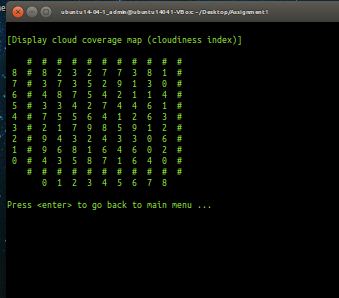 ubuntu14-04-1_admin@ubuntu14041-VBox: ~/Desktop/Assignment1
[Display cloud coverage map (cloudiness index)]
# # # # # # # # # # #
8 # 8 2 3 2 7 7 3 8 1 #
7 # 3 7 3 5 2 9 1 3 0 #
6 # 4 8 7 5 4 2 1 1 4 #
5 # 3 3 4 2 7 4 4 6 1 #
4 # 7 5 5 6 4 1 2 6 3 #
3 # 2 1 7 9 8 5 9 1 2 #
2 # 9 4 3 2 4 3 3 0 6 #
1 # 9 6 8 1 6 4 6 0 2 #
0 # 4 3 5 8 7 1 6 4 0 #
# # # # # # # # # # #
0 1 2 3 4 5 6 7 8
Press <enter> to go back to main menu ...